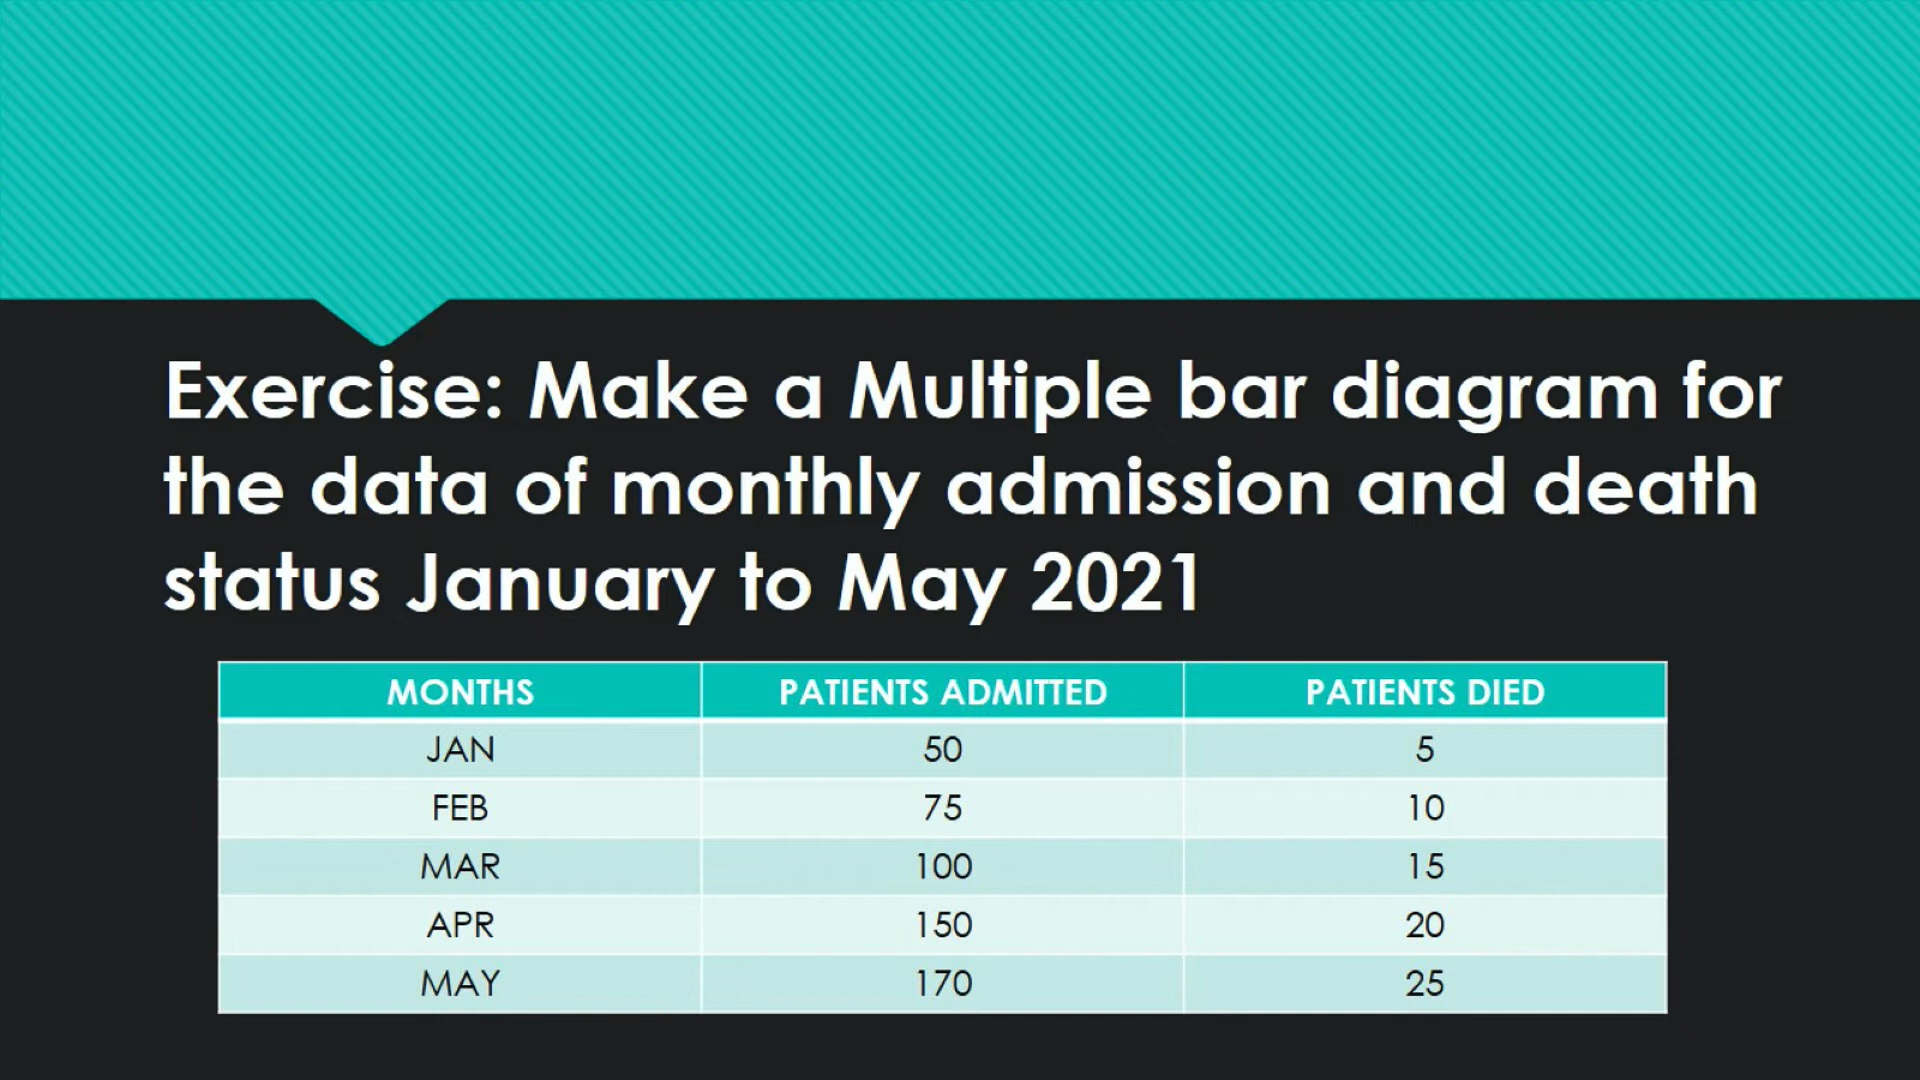 Exercise: Make a Multiple bar diagram for
the data of monthly admission and death
status January to May 2021
MONTHS PATIENTS ADMITTED PATIENTS DIED
JAN 50 5
FEB 75 10
MAR 100 15
APR 150 20
MAY 170 25